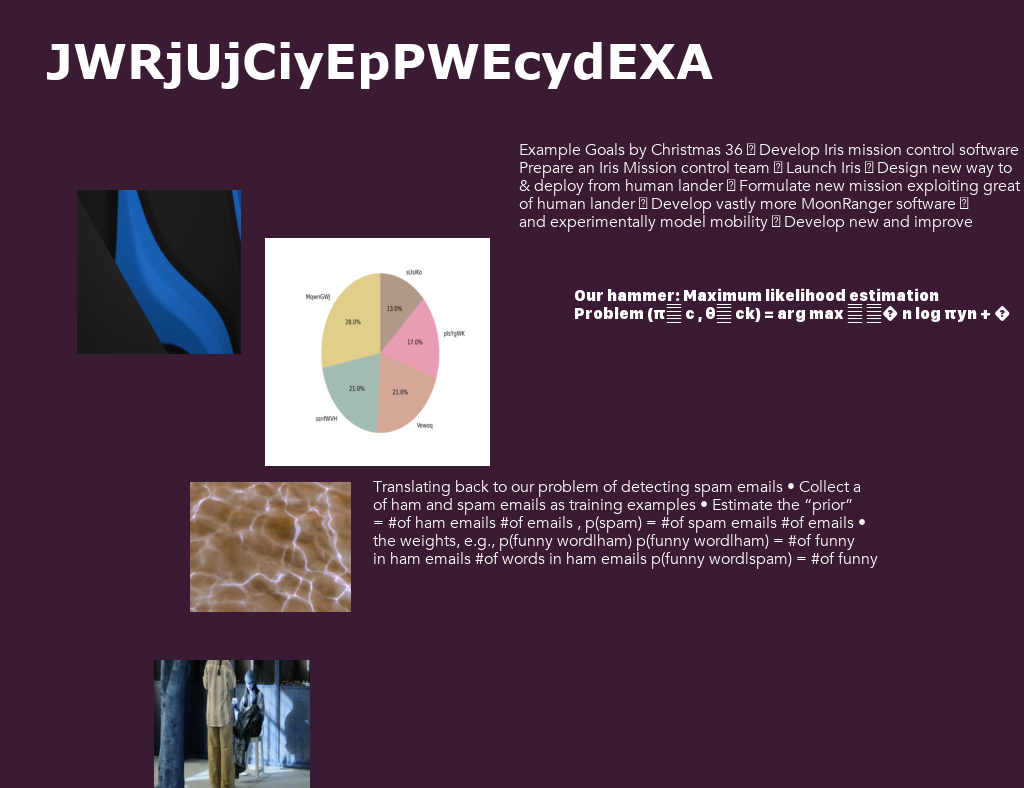 JWRjUjCiyEpPWEcydEXA
Example Goals by Christmas 36 Develop Iris mission control software
Prepare an Iris Mission control team Launch Iris Design new way to
& deploy from human lander Formulate new mission exploiting great
of human lander Develop vastly more MoonRanger software
and experimentally model mobility Develop new and improve
Our hammer: Maximum likelihood estimation
Problem (π c , θ ck) = arg max n log πyn +
sUslKo
MqwnGWJ
13.0%
28.0%
plsYgWK
17.0%
21.0%
21.0%
ssnfWVH
Vewoq
Translating back to our problem of detecting spam emails • Collect a
of ham and spam emails as training examples • Estimate the “prior”
= #of ham emails #of emails , p(spam) = #of spam emails #of emails •
the weights, e.g., p(funny word|ham) p(funny word|ham) = #of funny
in ham emails #of words in ham emails p(funny word|spam) = #of funny